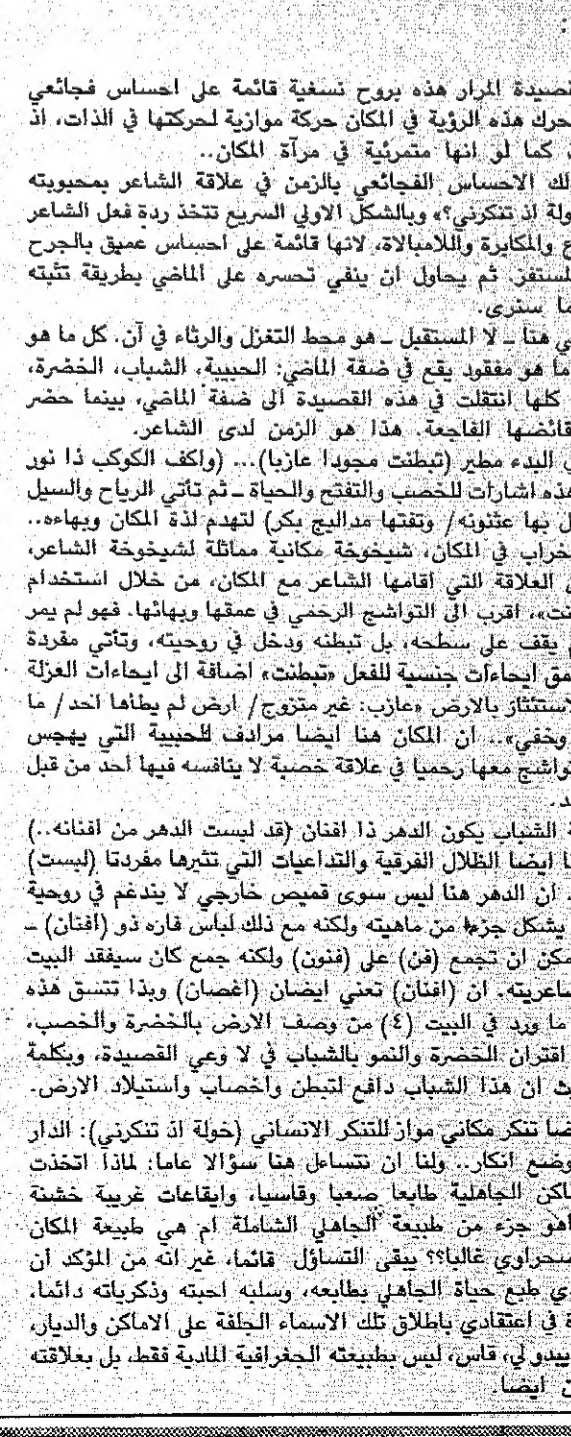 :
قصيدة المرار هذه بروح نسغية قائمة على احساس فجائعي
حرك هذه الرؤية في المكان حركة موازية لحركتها في الذات، اذ
، كما لو انها متمرئية في مرآة المكان..
لك الاحساس الفجائعي بالزمن في علاقة الشاعر بمحبوبته
ولة اذ تنكرني؟» وبالشكل الاولي السريع تتخذ ردة فعل الشاعر
ع والمكابرة واللامبالاة، لانها قائمة على احساس عميق بالجرح
لمستفز. ثم يحاول ان ينفي تحسره على الماضي بطريقة تثبته
ما سنرى.
ي هنا ـ لا المستقبل ـ هو محط التغزل والرثاء في آن. كل ما هو
ما هو مفقود يقع في ضفة الماضي: الحبيبة، الشباب، الخضرة،
كلها انتقلت في هذه القصيدة الى ضفة الماضي، بينما حضر
قائضها الفاجعة. هذا هو الزمن لدى الشاعر.
ي البدء مطير (تبطنت مجودا عازبا)... (واكف الكوكب ذا نور
هذه اشارات للخصب والتفتح والحياة ـ ثم تأتي الرياح والسيل
ل بها عثنونه/ وتفتها مداليج بكر) لتهدم لذة المكان وبهاءه..
خراب في المكان، شيخوخة مكانية مماثلة لشيخوخة الشاعر،
ى العلاقة التي اقامها الشاعر مع المكان، من خلال استخدام
نت»، اقرب الى التواشج الرحمي في عمقها وبهائها. فهو لم يمر
م يقف على سطحه، بل تبطنه ودخل في روحيته، وتأتي مفردة
مق ايحاءات جنسية للفعل «تبطنت» اضافة الى ايحاءات العزلة
لاستئثار بالارض «عازب: غير متزوج/ ارض لم يطأها احد/ ما
وخفي».. ان المكان هنا ايضا مرادف للحبيبة التي يهجس
تواشج معها رحميا في علاقة خصبة لا ينافسه فيها أحد من قبل
د.
ة الشباب يكون الدهر ذا افنان (قد لبست الدهر من افنانه..)
ا ايضا الظلال الفرقية والتداعيات التي تثيرها مفردتا (لبست)
. ان الدهر هنا ليس سوى قميص خارجي لا يندغم في روحية
يشكل جزءا من ماهيته ولكنه مع ذلك لباس فاره ذو (افنان) ـ
مكن ان تجمع (فن) على (فنون) ولكنه جمع كان سيفقد البيت
شاعريته. ان (افنان) تعني ايضان (اغصان) وبذا تتسق هذه
ما ورد في البيت (٤) من وصف الارض بالخضرة والخصب،
اقتران الخضرة والنمو بالشباب في لا وعي القصيدة، وبكلمة
ث ان هذا الشباب دافع لتبطن واخصاب واستيلاد الارض.
ضا تنكر مكاني مواز للتنكر الانساني (خولة اذ تنكرني): الدار
وضع انكار.. ولنا ان نتساءل هنا سؤالا عاما: لماذا اتخذت
ماكن الجاهلية طابعا صعبا وقاسيا، وايقاعات غريبة خشنة
اهو جزء من طبيعة الجاهلي الشاملة ام هي طبيعة المكان
صحراوي غالبا؟؟ يبقى التساؤل قائما، غير انه من المؤكد ان
ي طبع حياة الجاهلي بطابعه، وسلبه احبته وذكرياته دائما،
ة في اعتقادي باطلاق تلك الاسماء الجلفة على الاماكن والديار،
يبدو لي، قاس، ليس بطبيعته الجغرافية المادية فقط، بل بعلاقته
ن ايضا.